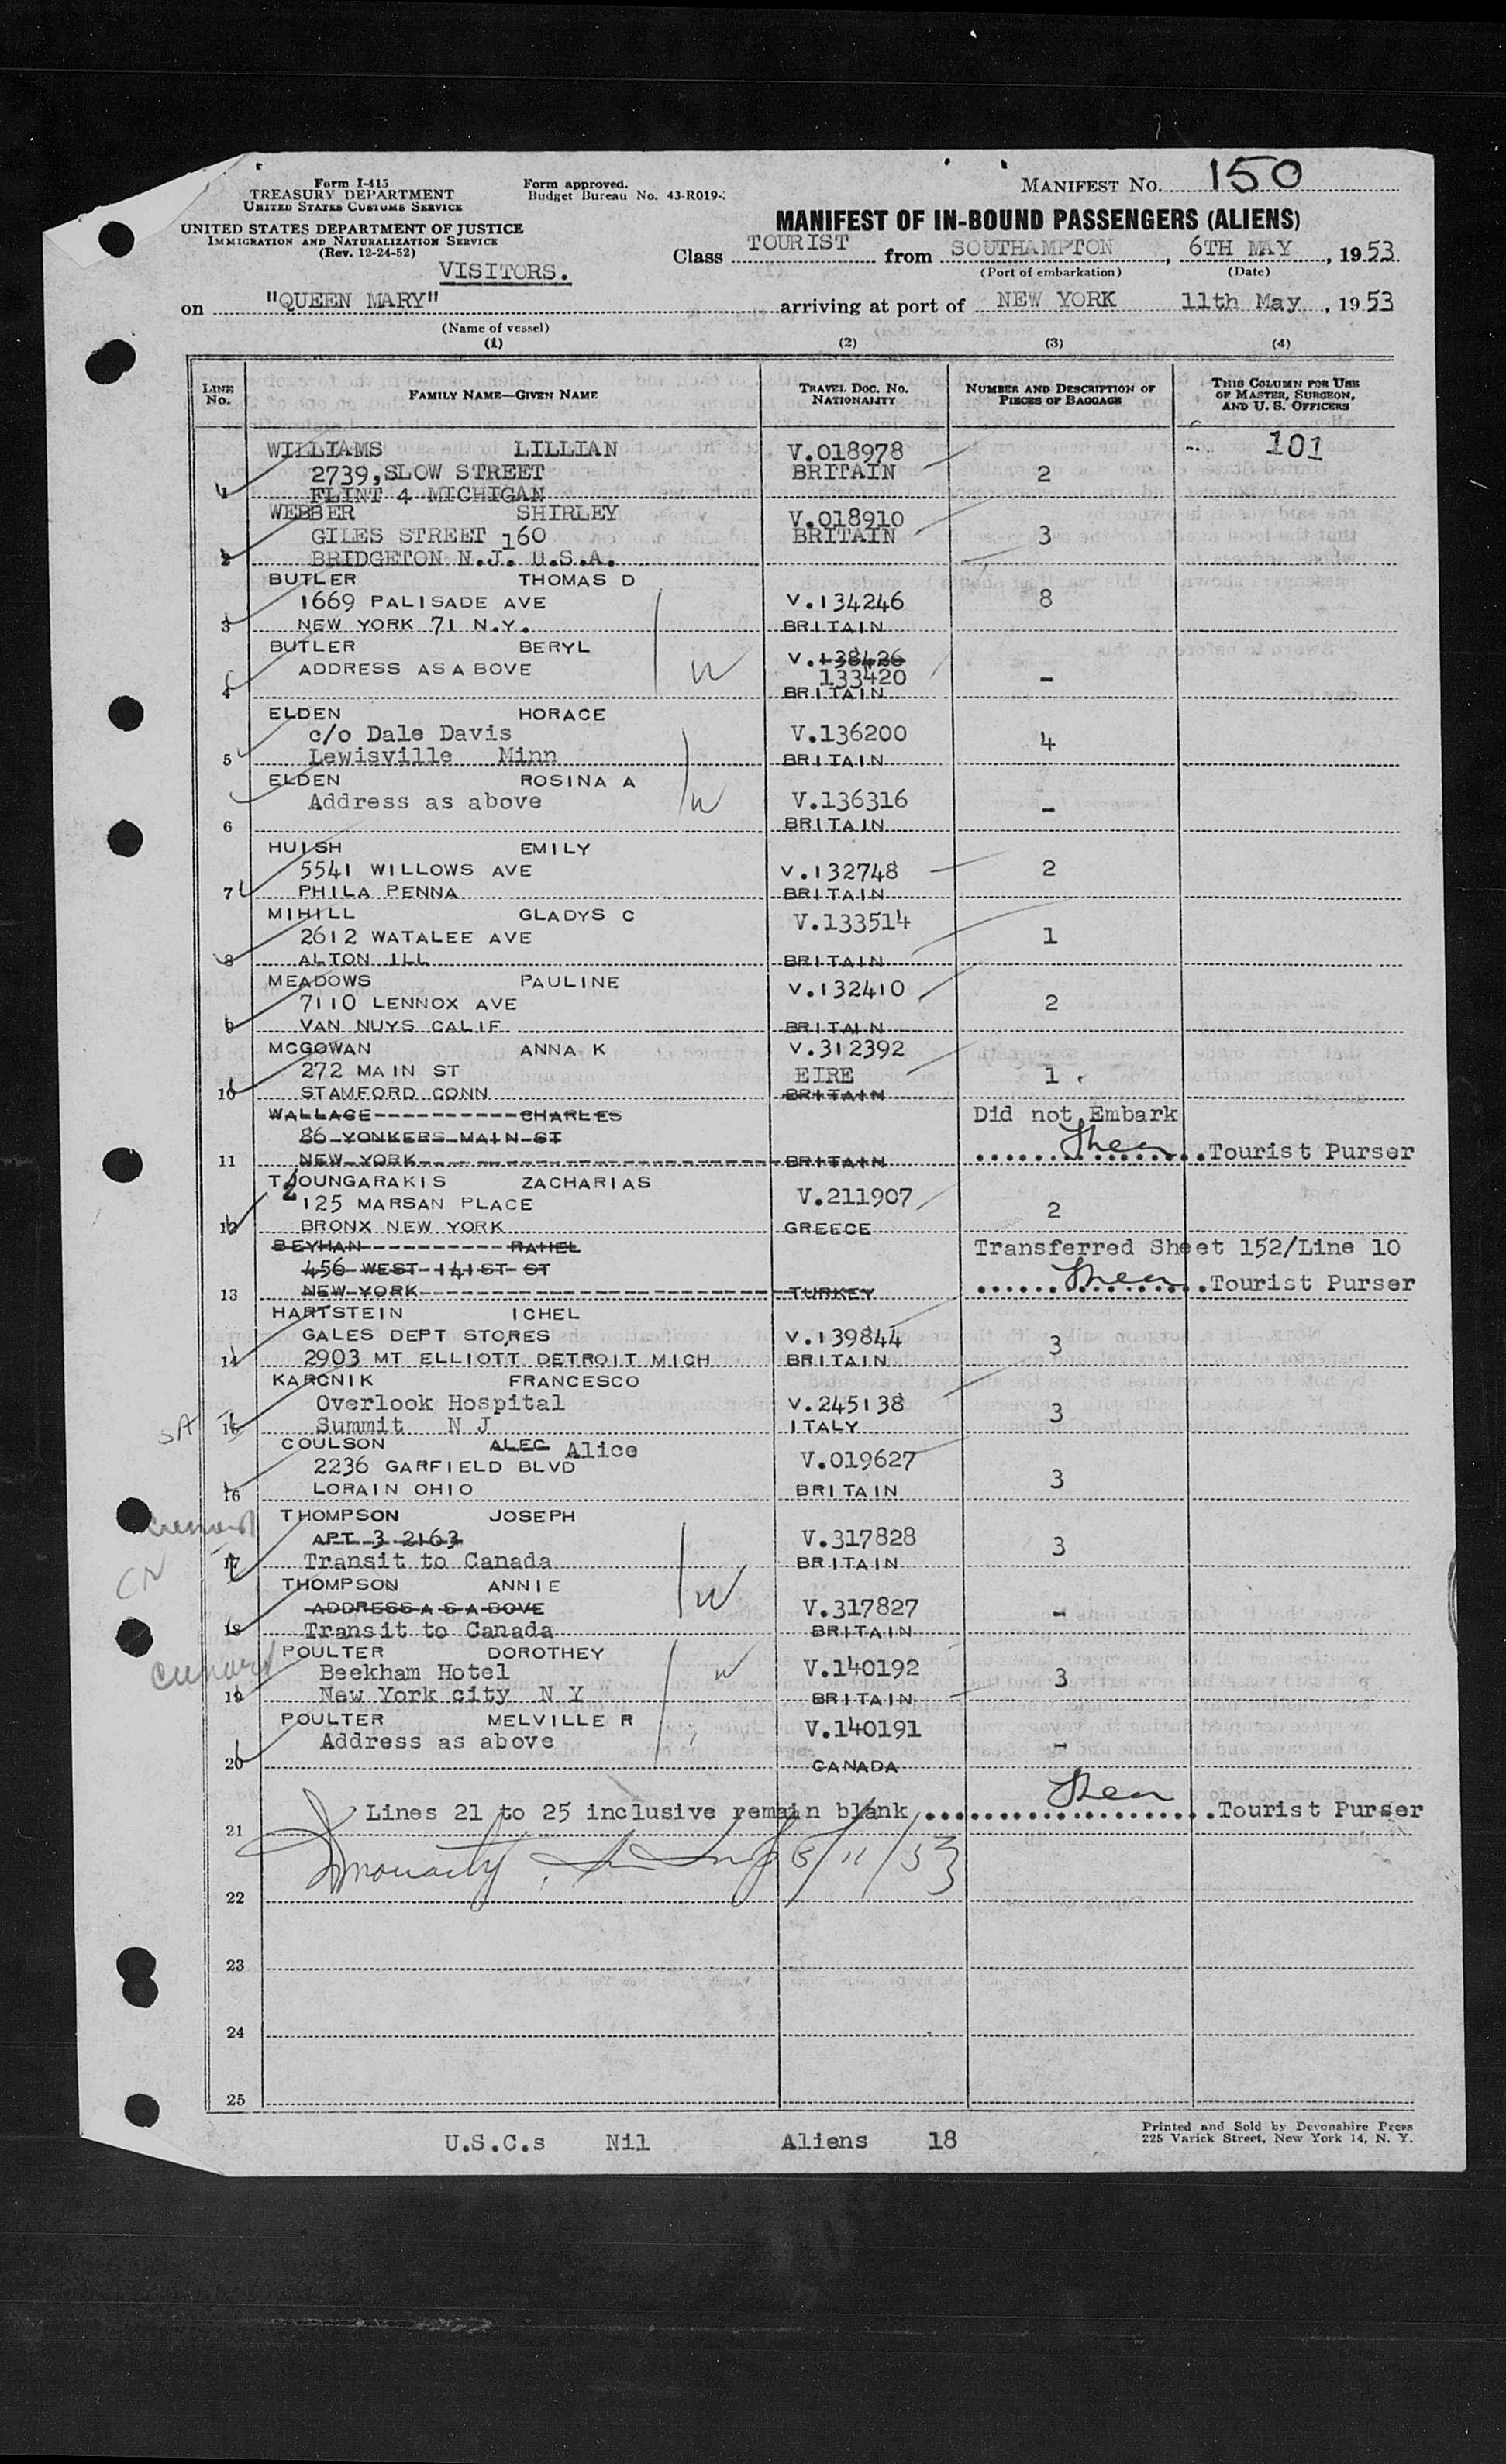 Form I-415
TREASURY DEPARTMENT
UNITED STATES CUSTOMS SERVICE
UNITED STATES DEPARTMENT OF JUSTICE
IMMIGRATION AND NATURALIZATION SERVICE
(Rev. 12-24-52)
Form approved.
Budget Bureau No. 43-R019-
MANIFEST NO. 150
MANIFEST OF IN-BOUND PASSENGERS (ALIENS)
VISITORS.
Class TOURIST from SOUTHAMPTON, 6TH MAY, 1953
(Port of embarkation) (Date)
on "QUEEN MARY" arriving at port of NEW YORK 11th May, 1953
(Name of vessel)
(1) (2) (3) (4)
LINE No. FAMILY NAME—GIVEN NAME TRAVEL DOC. NO. NATIONALITY NUMBER AND DESCRIPTION OF PIECES OF BAGGAGE THIS COLUMN FOR USE OF MASTER, SURGEON, AND U. S. OFFICERS
WILLIAMS LILLIAN V.018978 101
2739,SLOW STREET BRITAIN 2
1 FLINT 4 MICHIGAN
WEBBER SHIRLEY V.018910
GILES STREET 160 BRITAIN 3
2 BRIDGETON N.J. U.S.A.
BUTLER THOMAS D
1669 PALISADE AVE V.134246 8
3 NEW YORK 71 N.Y. BRITAIN
BUTLER BERYL V.138426
ADDRESS AS A BOVE W 133420 -
4 BRITAIN
ELDEN HORACE
c/o Dale Davis V.136200 4
5 Lewisville Minn BRITAIN
ELDEN ROSINA A
Address as above W V.136316 -
6 BRITAIN
HUISH EMILY
5541 WILLOWS AVE V.132748 2
7 PHILA PENNA BRITAIN
MIHILL GLADYS C V.133514
2612 WATALEE AVE 1
8 ALTON ILL BRITAIN
MEADOWS PAULINE V.132410
7110 LENNOX AVE 2
9 VAN NUYS CALIF BRITAIN
MCGOWAN ANNA K V.312392
272 MAIN ST EIRE 1
10 STAMFORD CONN BRITAIN
WALLAGE CHARLES Did not Embark
86 YONKERS MAIN ST
11 NEW YORK BRITAIN Tourist Purser
TZOUNGARAKIS ZACHARIAS V.211907
125 MARSAN PLACE 2
12 BRONX NEW YORK GREECE
BEYHAN RAHEL Transferred Sheet 152/Line 10
456 WEST 141ST ST
13 NEW YORK TURKEY Tourist Purser
HARTSTEIN ICHEL
GALES DEPT STORES V.139844 3
14 2903 MT ELLIOTT DETROIT MICH BRITAIN
KARCNIK FRANCESCO
Overlook Hospital V.245138 3
15 Summit N J ITALY
COULSON ALEC Alice V.019627
2236 GARFIELD BLVD 3
16 LORAIN OHIO BRITAIN
THOMPSON JOSEPH
APT 3 2163 V.317828 3
17 Transit to Canada BRITAIN
THOMPSON ANNIE W
ADDRESS A S A BOVE V.317827 -
18 Transit to Canada BRITAIN
POULTER DOROTHEY
Cunard Beekham Hotel W V.140192 3
19 New York city N Y BRITAIN
POULTER MELVILLE R V.140191
Address as above -
20 CANADA
Lines 21 to 25 inclusive remain blank Tourist Purser
21
22
23
24
25
U.S.C.s Nil Aliens 18
Printed and Sold by Devonshire Press
225 Varick Street, New York 14, N. Y.